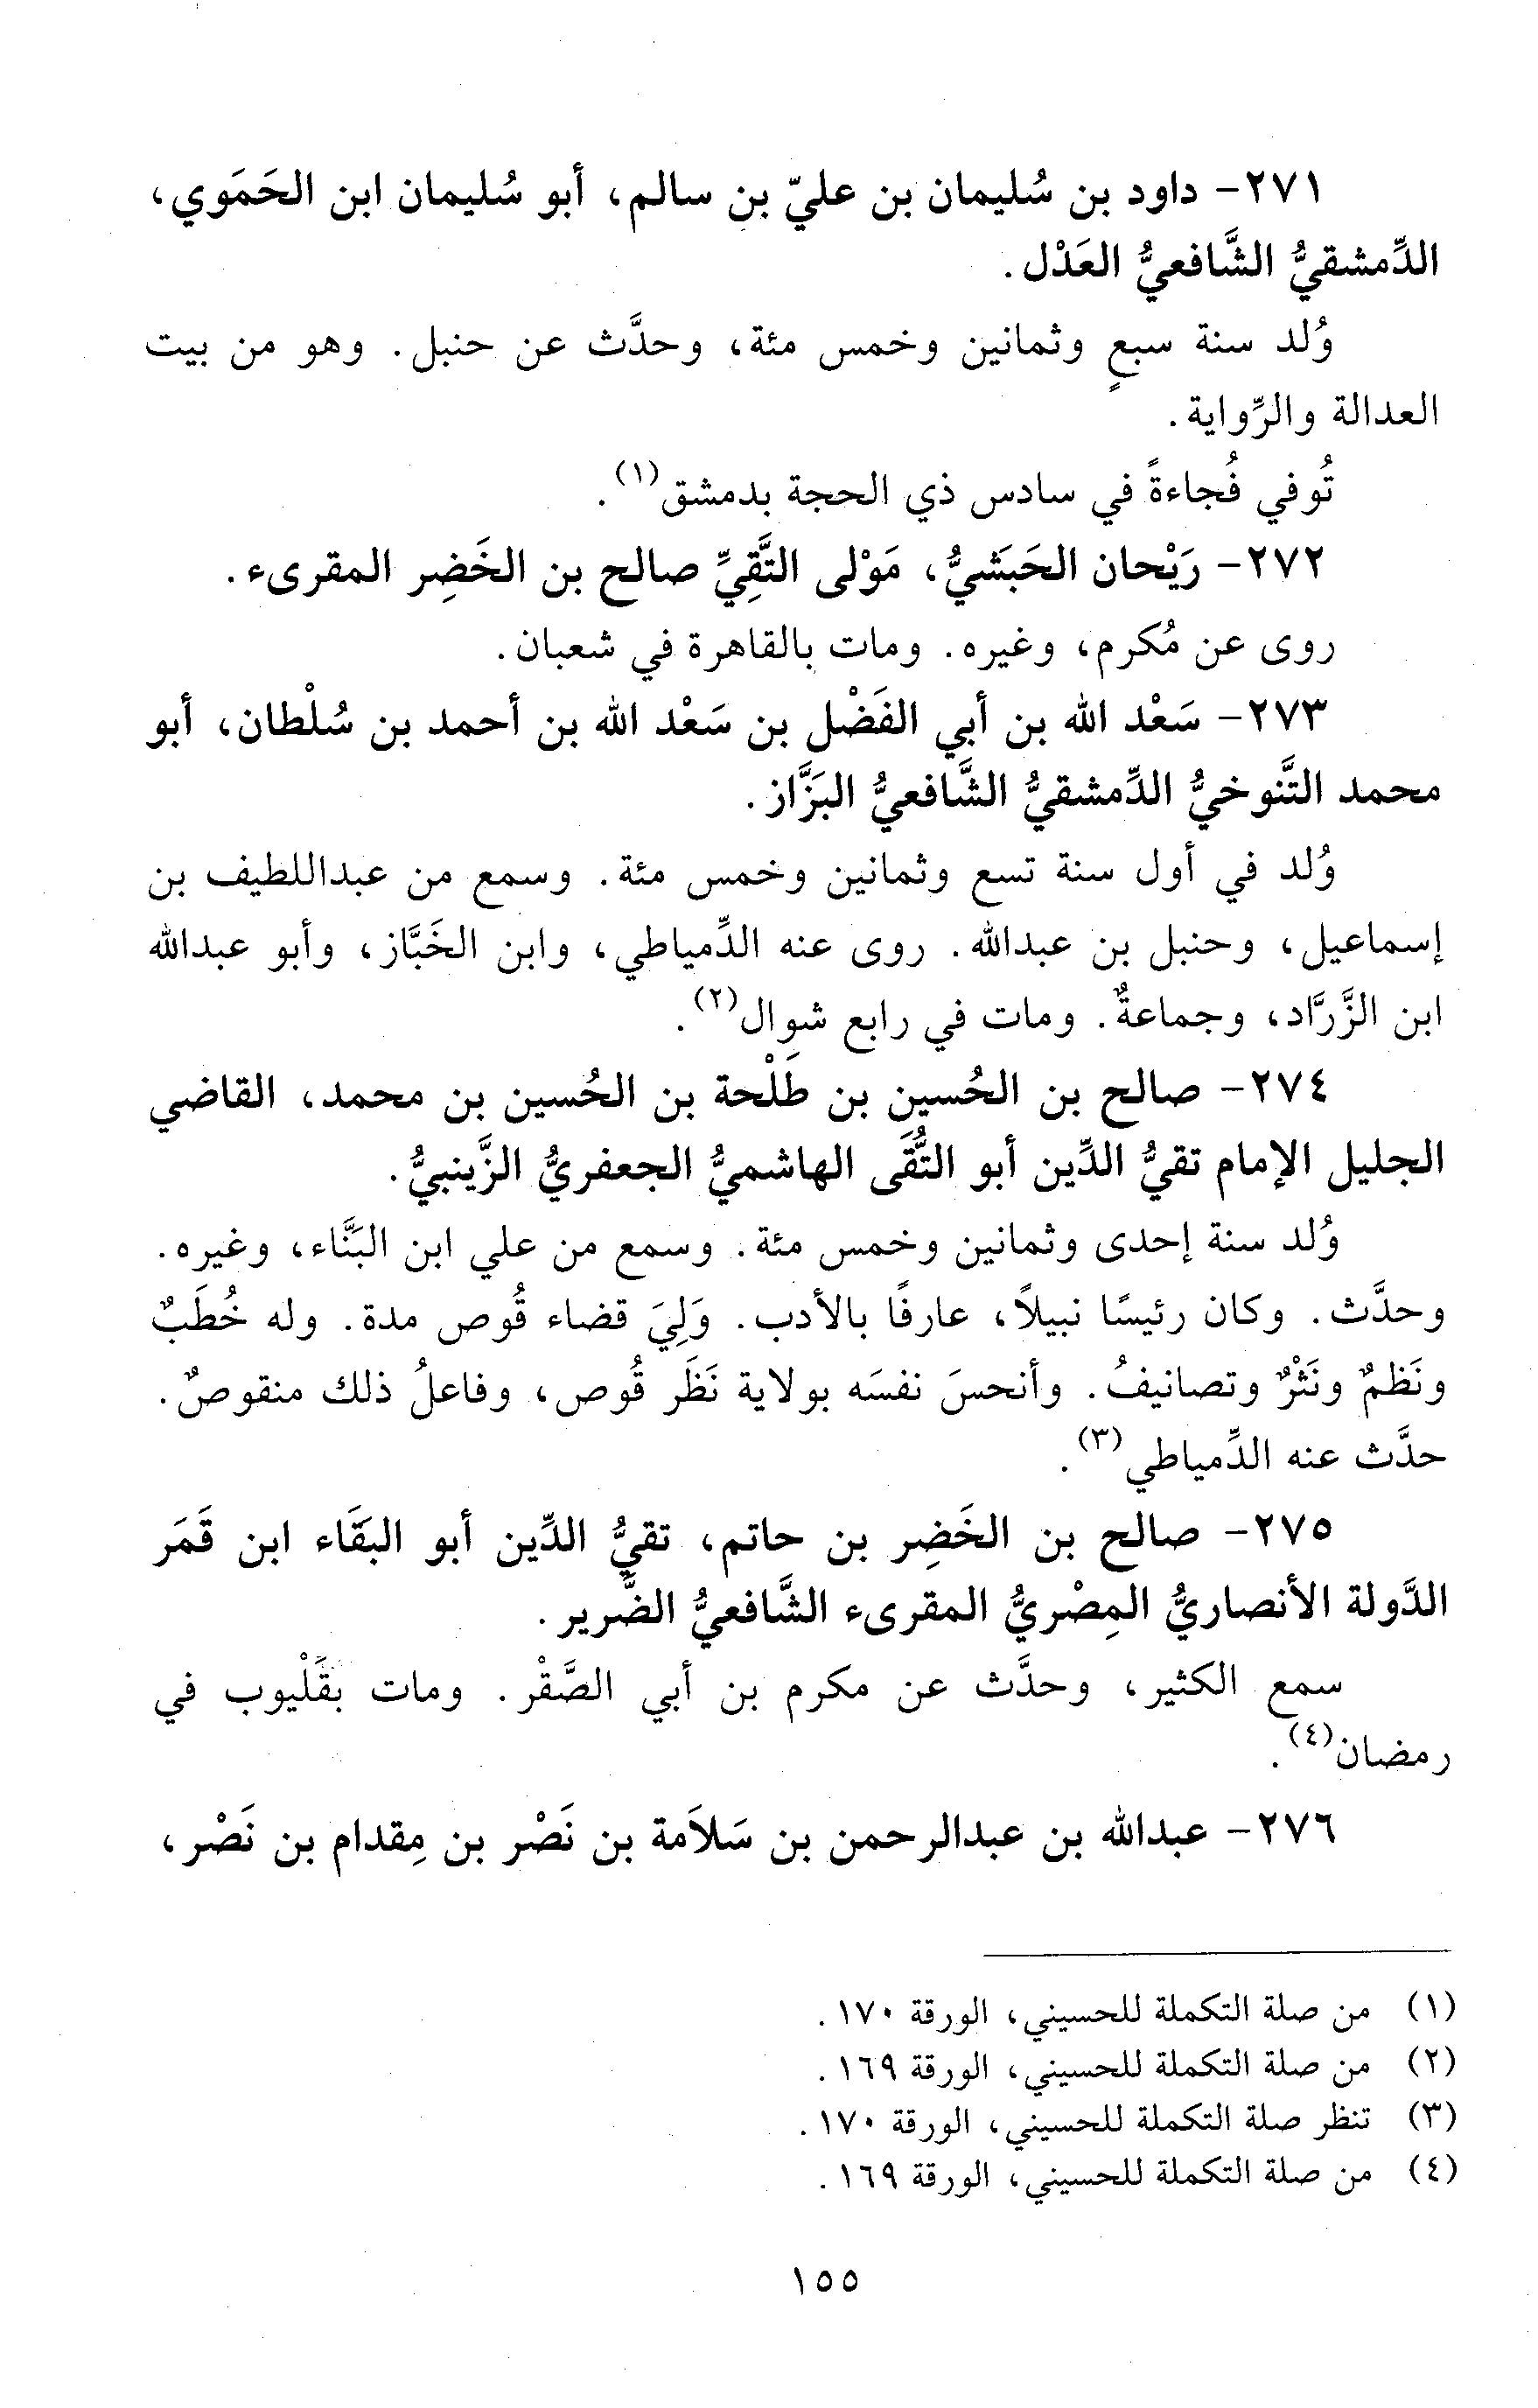 ٢٧١- داود بن سُليمان بن عليّ بن سالم، أبو سُليمان ابن الحَمَوي،
الدِّمشقيُّ الشَّافعيُّ العَدْل.
وُلد سنة سبعٍ وثمانين وخمس مئة، وحدَّث عن حنبل. وهو من بيت
العدالة والرِّواية.
تُوفي فُجاءةً في سادس ذي الحجة بدمشق(١).
٢٧٢- رَيْحان الحَبَشيُّ، مَوْلى التَّقِيِّ صالح بن الخَضِر المقرىء.
روى عن مُكرم، وغيره. ومات بالقاهرة في شعبان.
٢٧٣- سَعْد الله بن أبي الفَضْل بن سَعْد الله بن أحمد بن سُلْطان، أبو
محمد التَّنوخيُّ الدِّمشقيُّ الشَّافعيُّ البَزَّاز.
وُلد في أول سنة تسع وثمانين وخمس مئة. وسمع من عبداللطيف بن
إسماعيل، وحنبل بن عبدالله. روى عنه الدِّمياطي، وابن الخَبَّاز، وأبو عبدالله
ابن الزَّرَّاد، وجماعةٌ. ومات في رابع شوال(٢).
٢٧٤- صالح بن الحُسين بن طَلْحة بن الحُسين بن محمد، القاضي
الجليل الإمام تقيُّ الدِّين أبو التُّقَى الهاشميُّ الجعفريُّ الزَّينبيُّ.
وُلد سنة إحدى وثمانين وخمس مئة. وسمع من علي ابن البَنَّاء، وغيره.
وحدَّث. وكان رئيسًا نبيلاً، عارفًا بالأدب. وَلِيَ قضاء قُوص مدة. وله خُطَبٌ
ونَظمٌ ونَثْرٌ وتصانيفُ. وأنحسَ نفسَه بولاية نَظَر قُوص، وفاعلُ ذلك منقوصٌ.
حدَّث عنه الدِّمياطي(٣).
٢٧٥- صالح بن الخَضِر بن حاتم، تقيُّ الدِّين أبو البَقَاء ابن قَمَر
الدَّولة الأنصاريُّ المِصْريُّ المقرىء الشَّافعيُّ الضَّرير.
سمع الكثير، وحدَّث عن مكرم بن أبي الصَّقْر. ومات بقَلْيوب في
رمضان(٤).
٢٧٦- عبدالله بن عبدالرحمن بن سَلاَمة بن نَصْر بن مِقدام بن نَصْر،
(١) من صلة التكملة للحسيني، الورقة ١٧٠.
(٢) من صلة التكملة للحسيني، الورقة ١٦٩.
(٣) تنظر صلة التكملة للحسيني، الورقة ١٧٠.
(٤) من صلة التكملة للحسيني، الورقة ١٦٩.
١٥٥